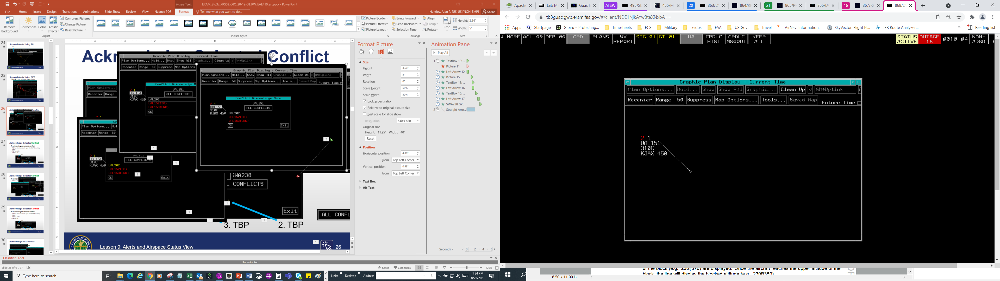 Picture Tools
ERAM_Stg3c_PRS09_OTO_20-12-08_RW_EAE410_ah.pptx - PowerPoint
File Home Insert Design Transitions Animations Slide Show Review View Nuance PDF Format Tell me what you want to do...
Huntley, Alan P. [US-US](NON-EMP) Share
Remove Background
Corrections
Color
Artistic Effects
Compress Pictures
Change Picture
Reset Picture
Adjust
Picture Styles
Picture Border
Picture Effects
Picture Layout
Bring Forward
Send Backward
Selection Pane
Align
Group
Rotate
Arrange
Crop
Height: 3.54"
Width: 5"
Size
24
Show All Alerts Using ACL
25
Show All Alerts Using GPD
26
27
Acknowledge SelectedConflict
28
29
Acknowledge SelectedConflict
30
Acknowledge All Conflicts
Conflict
Graphic Plan Display - Current Time
Plan Options... Hold... Show Show All Graphic... Clean Up AM+Uplink
Recenter Range 50 Suppress Map Options...
UAL151
310C
KJAX 450
UAL151
ALL CONFLICTS
UAL202
UAL152(38)
UAL153(UNK)
OK
Graphic Plan Display - Current Time
Plan Options... Hold... Show Show All Graphic... Clean Up AM+Uplink
Recenter Range 50 Suppress Map Options... Tools... Saved Map Future Time
Conflict Acknowledge Menu
UAL151
ALL CONFLICTS
UAL151
310C
KJAX 450
UAL202
UAL152(38)
UAL153(UNK)
OK Exit
Plan Options...
Recenter Range 50
2 1
UAL151
310C
KJAX 450
ALL CONFLICTS
UAL202
UAL152(38)
UAL153(UNK)
OK Exit
SWA238
CONFLICTS
Exit
3. TBP
2. TBP
Lesson 9: Alerts and Airspace Status View
26
Format Picture
Size
Height 3.54"
Width 5"
Rotation 0°
Scale Height 50%
Scale Width 50%
Lock aspect ratio
Relative to original picture size
Best scale for slide show
Resolution 640 x 480
Original size
Height: 11.25" Width: 40"
Reset
Position
Horizontal position 4.39"
From Top Left Corner
Vertical position 0.98"
From Top Left Corner
Text Box
Alt Text
Animation Pane
Play All
1 TextBox 13: ...
Picture 11
Left Arrow 12
Picture 15
TextBox 18: ...
Left Arrow 16
TextBox 10: ...
Left Arrow 17
SWA238 GP...
2 Straight Arro...
Seconds 0 2 4 6
Classifier Label
Unrestricted
Slide 26 of 0 .. 77
Notes Comments 120%
Type here to search
Links Desktop Address
1:34 PM
8/23/2021
Guac
ATSW
20
21
16
tb3guac.gwp.eram.faa.gov/#/client/NDE1NjkAYwBteXNxbA==
Apps Startpage Gibiru – Protecting... Timesheets ECS Military Leidos FAA US Govt Travel AirNav: Information... SkyVector: Flight Pl... IFR Route Analyzer... » Reading list
MORE ACL 09 DEP 00 GPD PLANS WX REPORT SIG 01 GI 01 UA CPDLC HIST CPDLC MSGOUT KEEP ALL
STATUS ACTIVE OUTAGE 16 0010 04 NON-ADSB
Graphic Plan Display - Current Time
Plan Options... Hold... Show Show All Graphic... Clean Up AM+Uplink
Recenter Range 50 Suppress Map Options... Tools... Saved Map Future Time
2 1
UAL151
310C
KJAX 450
of the block (e.g., 230}370) are displayed. Once the aircraft reaches the upper altitude of the
block, the line will display the blocked altitude (e.g., 230B350)
8.50 x 11.00 in